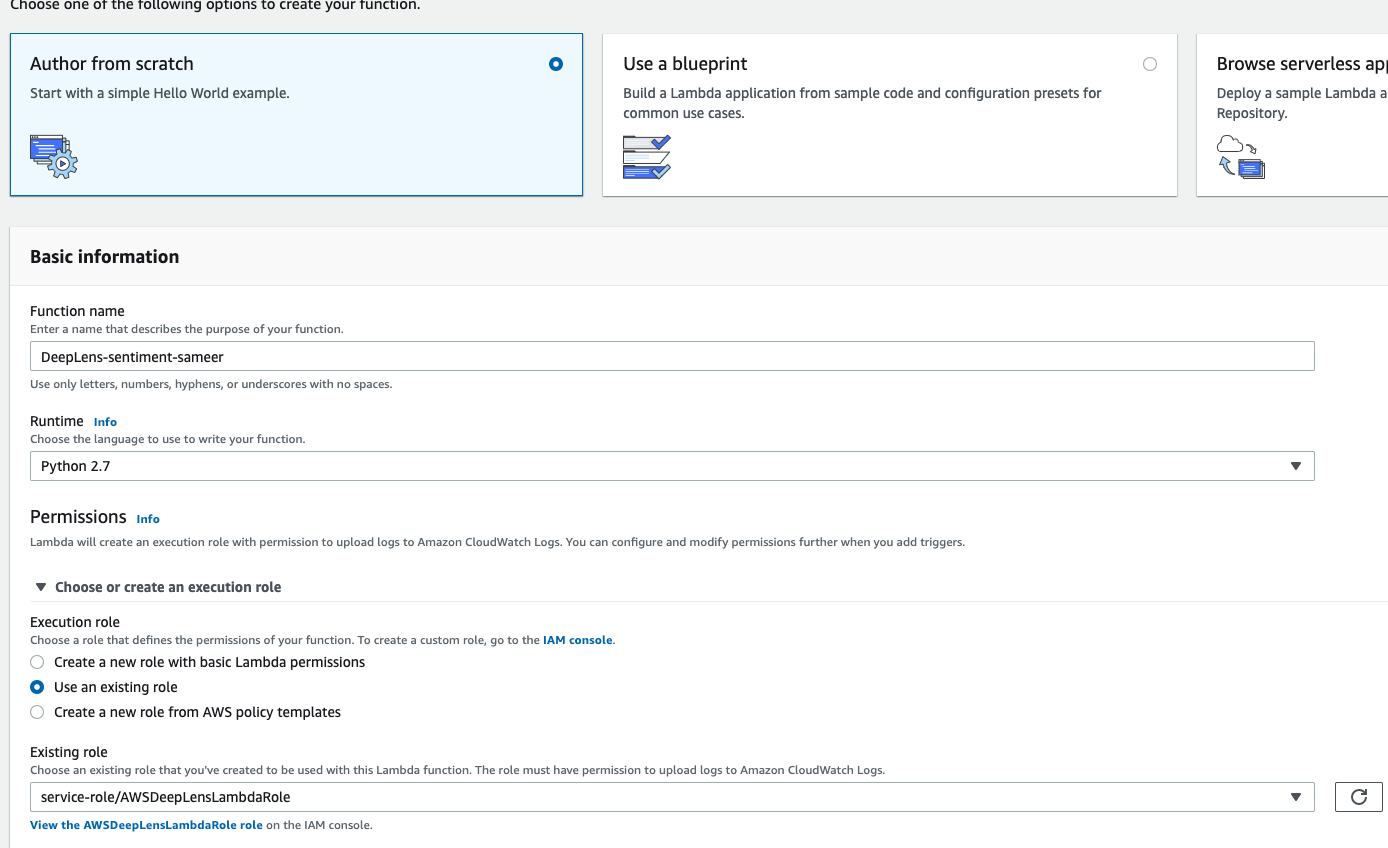 Choose one of the following options to create your function.
Author from scratch
Start with a simple Hello World example.
Use a blueprint
Build a Lambda application from sample code and configuration presets for
common use cases.
Browse serverless
Deploy a sample Lambda
Repository.
Basic information
Function name
Enter a name that describes the purpose of your function.
DeepLens-sentiment-sameer
Use only letters, numbers, hyphens, or underscores with no spaces.
Runtime Info
Choose the language to use to write your function.
Python 2.7
Permissions Info
Lambda will create an execution role with permission to upload logs to Amazon CloudWatch Logs. You can configure and modify permissions further when you add triggers.
Choose or create an execution role
Execution role
Choose a role that defines the permissions of your function. To create a custom role, go to the IAM console.
Create a new role with basic Lambda permissions
Use an existing role
Create a new role from AWS policy templates
Existing role
Choose an existing role that you've created to be used with this Lambda function. The role must have permission to upload logs to Amazon CloudWatch Logs.
service-role/AWSDeepLensLambdaRole
View the AWSDeepLensLambdaRole role on the IAM console.